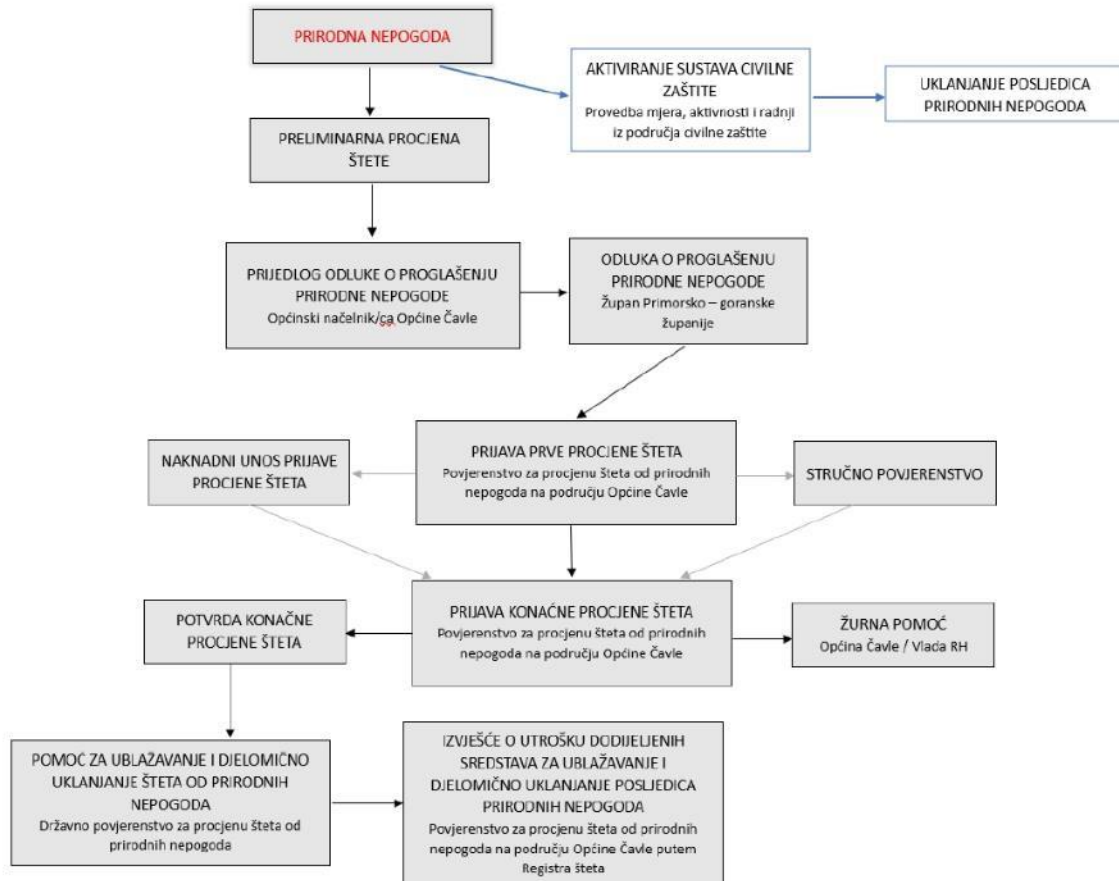 PRIRODNA NEPOGODA
AKTIVIRANJE SUSTAVA CIVILNE
ZAŠTITE
Provedba mjera, aktivnosti i radnji
iz područja civilne zaštite
UKLANJANJE POSLJEDICA
PRIRODNIH NEPOGODA
PRELIMINARNA PROCJENA
ŠTETE
PRIJEDLOG ODLUKE O PROGLAŠENJU
PRIRODNE NEPOGODE
Općinski načelnik/ca Općine Čavle
ODLUKA O PROGLAŠENJU
PRIRODNE NEPOGODE
Župan Primorsko – goranske
županije
NAKNADNI UNOS PRIJAVE
PROCJENE ŠTETA
PRIJAVA PRVE PROCJENE ŠTETA
Povjerenstvo za procjenu šteta od prirodnih
nepogoda na području Općine Čavle
STRUČNO POVJERENSTVO
POTVRDA KONAČNE
PROCJENE ŠTETA
PRIJAVA KONAČNE PROCJENE ŠTETA
Povjerenstvo za procjenu šteta od prirodnih
nepogoda na području Općine Čavle
ŽURNA POMOĆ
Općina Čavle / Vlada RH
POMOĆ ZA UBLAŽAVANJE I DJELOMIČNO
UKLANJANJE ŠTETA OD PRIRODNIH
NEPOGODA
Državno povjerenstvo za procjenu šteta od
prirodnih nepogoda
IZVJEŠĆE O UTROŠKU DODIJELJENIH
SREDSTAVA ZA UBLAŽAVANJE I
DJELOMIČNO UKLANJANJE POSLJEDICA
PRIRODNIH NEPOGODA
Povjerenstvo za procjenu šteta od prirodnih
nepogoda na području Općine Čavle putem
Registra šteta